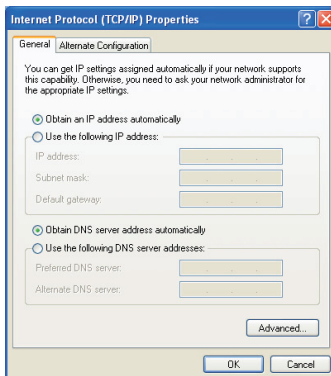 Internet Protocol (TCP/IP) Properties
General Alternate Configuration
You can get IP settings assigned automatically if your network supports
this capability. Otherwise, you need to ask your network administrator for
the appropriate IP settings.
Obtain an IP address automatically
Use the following IP address:
IP address:
Subnet mask:
Default gateway:
Obtain DNS server address automatically
Use the following DNS server addresses:
Preferred DNS server:
Alternate DNS server:
Advanced...
OK Cancel